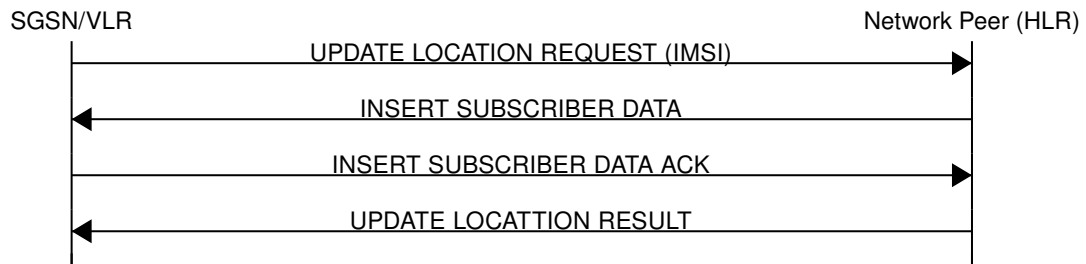 SGSN/VLR Network Peer (HLR)
UPDATE LOCATION REQUEST (IMSI)
INSERT SUBSCRIBER DATA
INSERT SUBSCRIBER DATA ACK
UPDATE LOCATTION RESULT